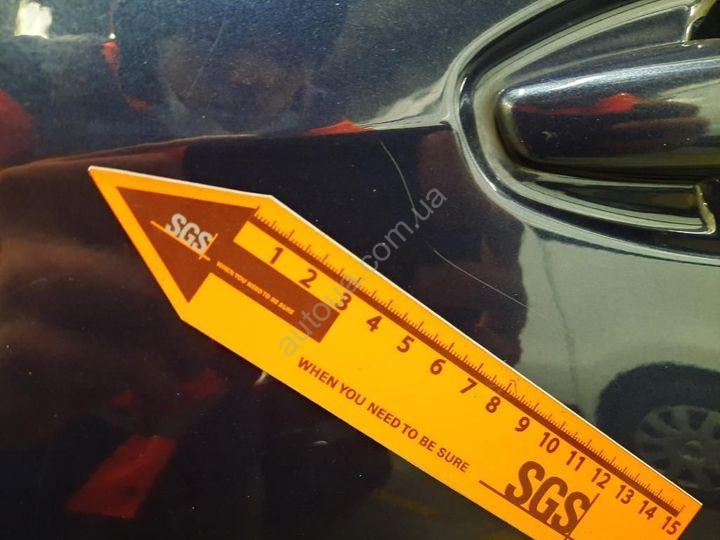 SGS
WHEN YOU NEED TO BE SURE
1 2 3 4 5 6 7 8 9 10 11 12 13 14 15
WHEN YOU NEED TO BE SURE
SGS
autoua.com.ua